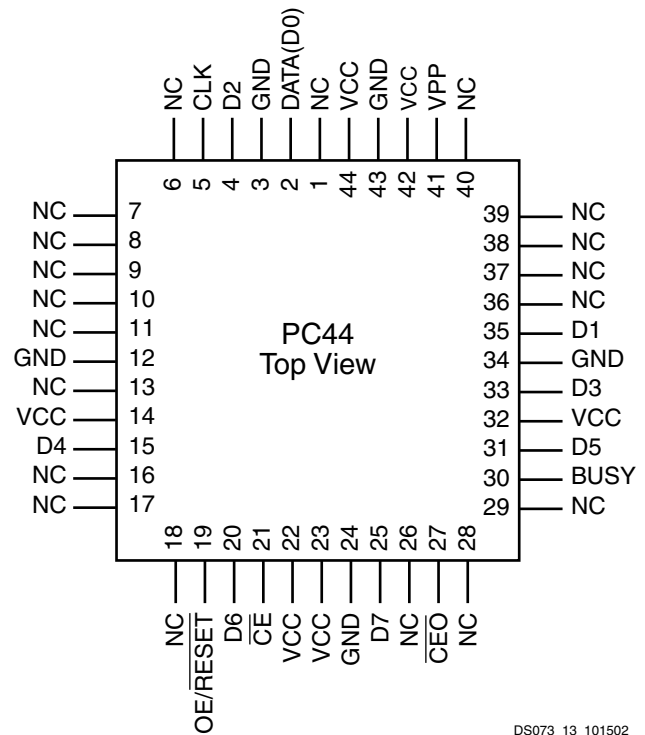 NC CLK D2 GND DATA(D0) NC VCC GND VCC VPP NC
6 5 4 3 2 1 44 43 42 41 40
NC 7
NC 8
NC 9
NC 10
NC 11
GND 12
NC 13
VCC 14
D4 15
NC 16
NC 17
PC44
Top View
39 NC
38 NC
37 NC
36 NC
35 D1
34 GND
33 D3
32 VCC
31 D5
30 BUSY
29 NC
18 19 20 21 22 23 24 25 26 27 28
NC OE/RESET D6 CE VCC VCC GND D7 NC CEO NC
DS073_13_101502